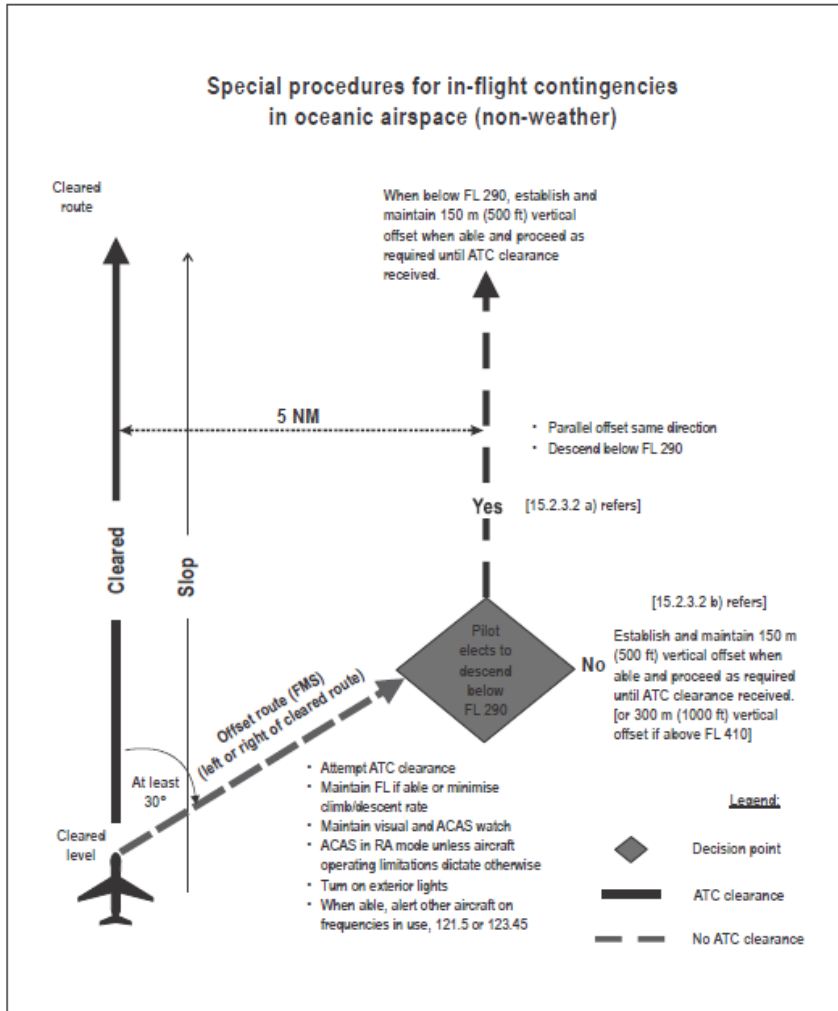 Special procedures for in-flight contingencies
in oceanic airspace (non-weather)
Cleared
route
When below FL 290, establish and
maintain 150 m (500 ft) vertical
offset when able and proceed as
required until ATC clearance
received.
5 NM
• Parallel offset same direction
• Descend below FL 290
Cleared
Slop
Yes
[15.2.3.2 a) refers]
[15.2.3.2 b) refers]
Pilot
elects to
descend
below
FL 290
No
Establish and maintain 150 m
(500 ft) vertical offset when
able and proceed as required
until ATC clearance received.
[or 300 m (1000 ft) vertical
offset if above FL 410]
Offset route (FMS)
(left or right of cleared route)
At least
30°
• Attempt ATC clearance
• Maintain FL if able or minimise
climb/descent rate
• Maintain visual and ACAS watch
• ACAS in RA mode unless aircraft
operating limitations dictate otherwise
• Turn on exterior lights
• When able, alert other aircraft on
frequencies in use, 121.5 or 123.45
Cleared
level
Legend:
Decision point
ATC clearance
No ATC clearance